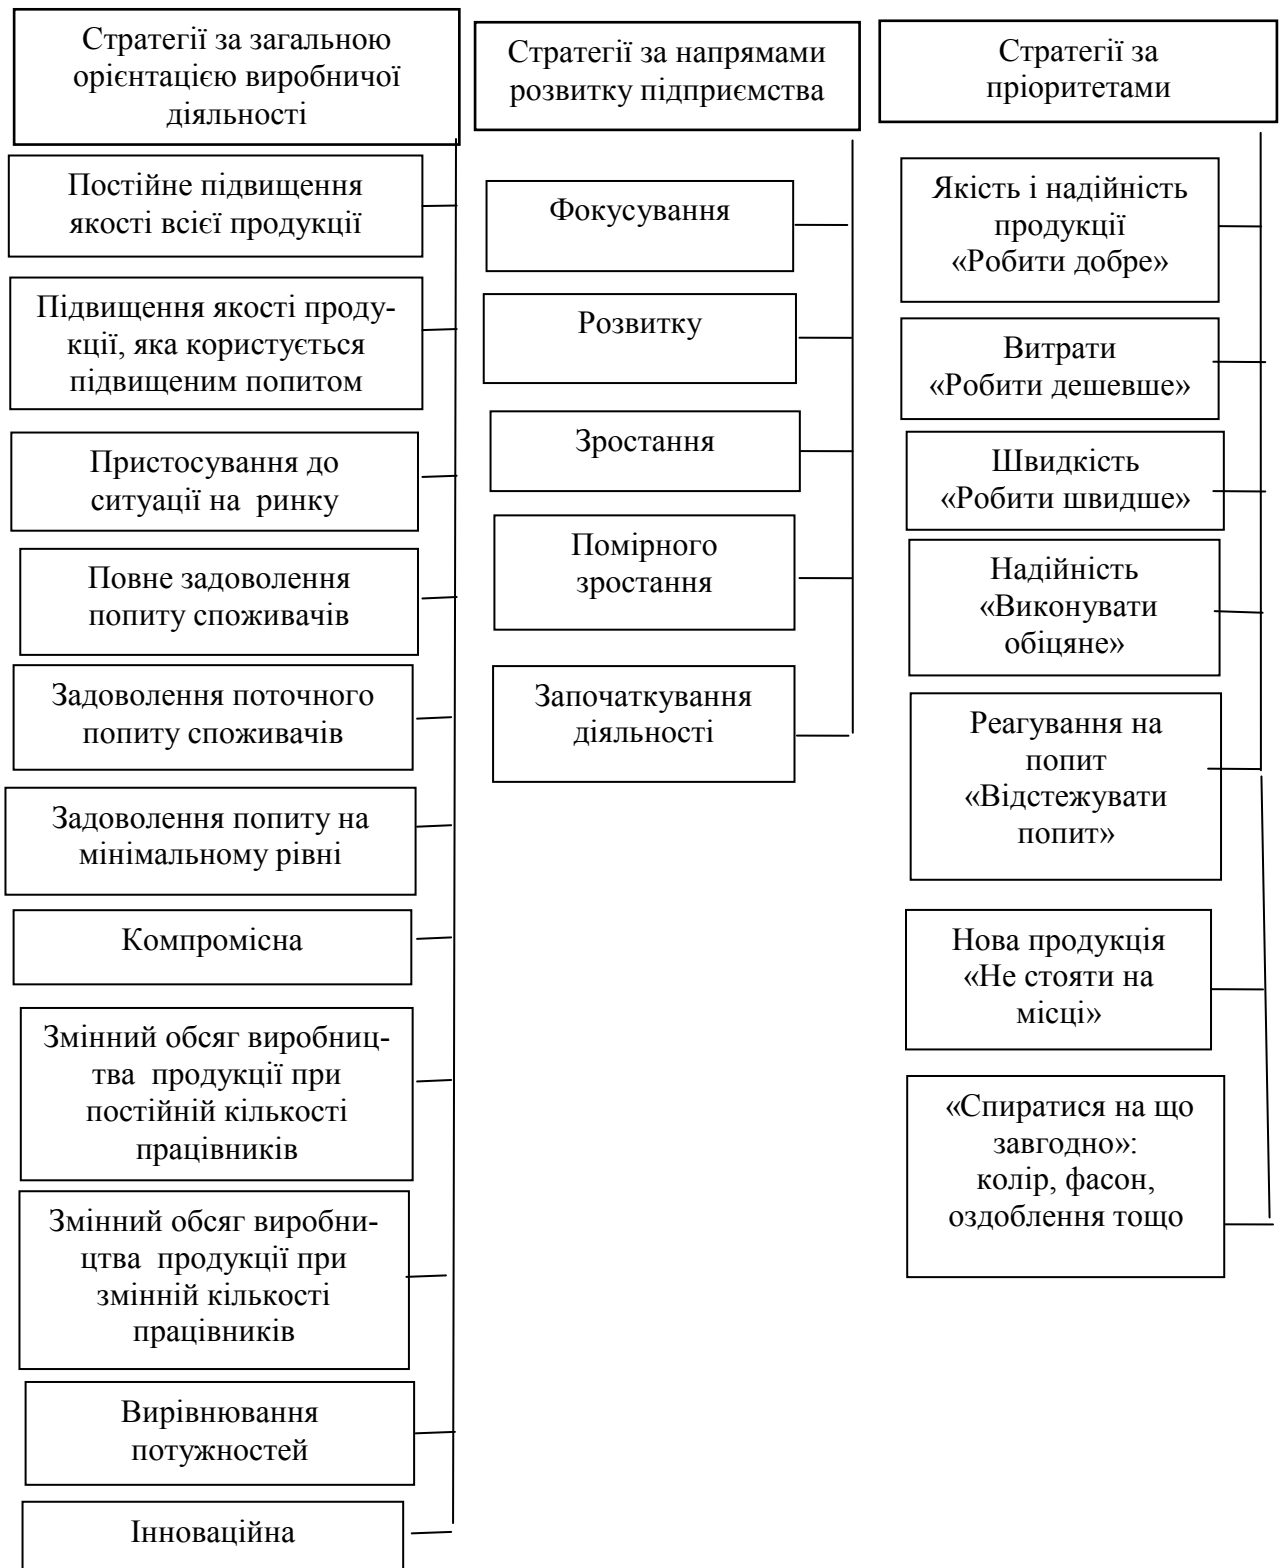 Стратегії за загальною
орієнтацією виробничої
діяльності
Постійне підвищення
якості всієї продукції
Підвищення якості проду-
кції, яка користується
підвищеним попитом
Пристосування до
ситуації на  ринку
Повне задоволення
попиту споживачів
Задоволення поточного
попиту споживачів
Задоволення попиту на
мінімальному рівні
Компромісна
Змінний обсяг виробниц-
тва  продукції при
постійній кількості
працівників
Змінний обсяг виробни-
цтва  продукції при
змінній кількості
працівників
Вирівнювання
потужностей
Інноваційна
Стратегії за напрямами
розвитку підприємства
Фокусування
Розвитку
Зростання
Помірного
зростання
Започаткування
діяльності
Стратегії за
пріоритетами
Якість і надійність
продукції
«Робити добре»
Витрати
«Робити дешевше»
Швидкість
«Робити швидше»
Надійність
«Виконувати
обіцяне»
Реагування на
попит
«Відстежувати
попит»
Нова продукція
«Не стояти на
місці»
«Спиратися на що
завгодно»:
колір, фасон,
оздоблення тощо